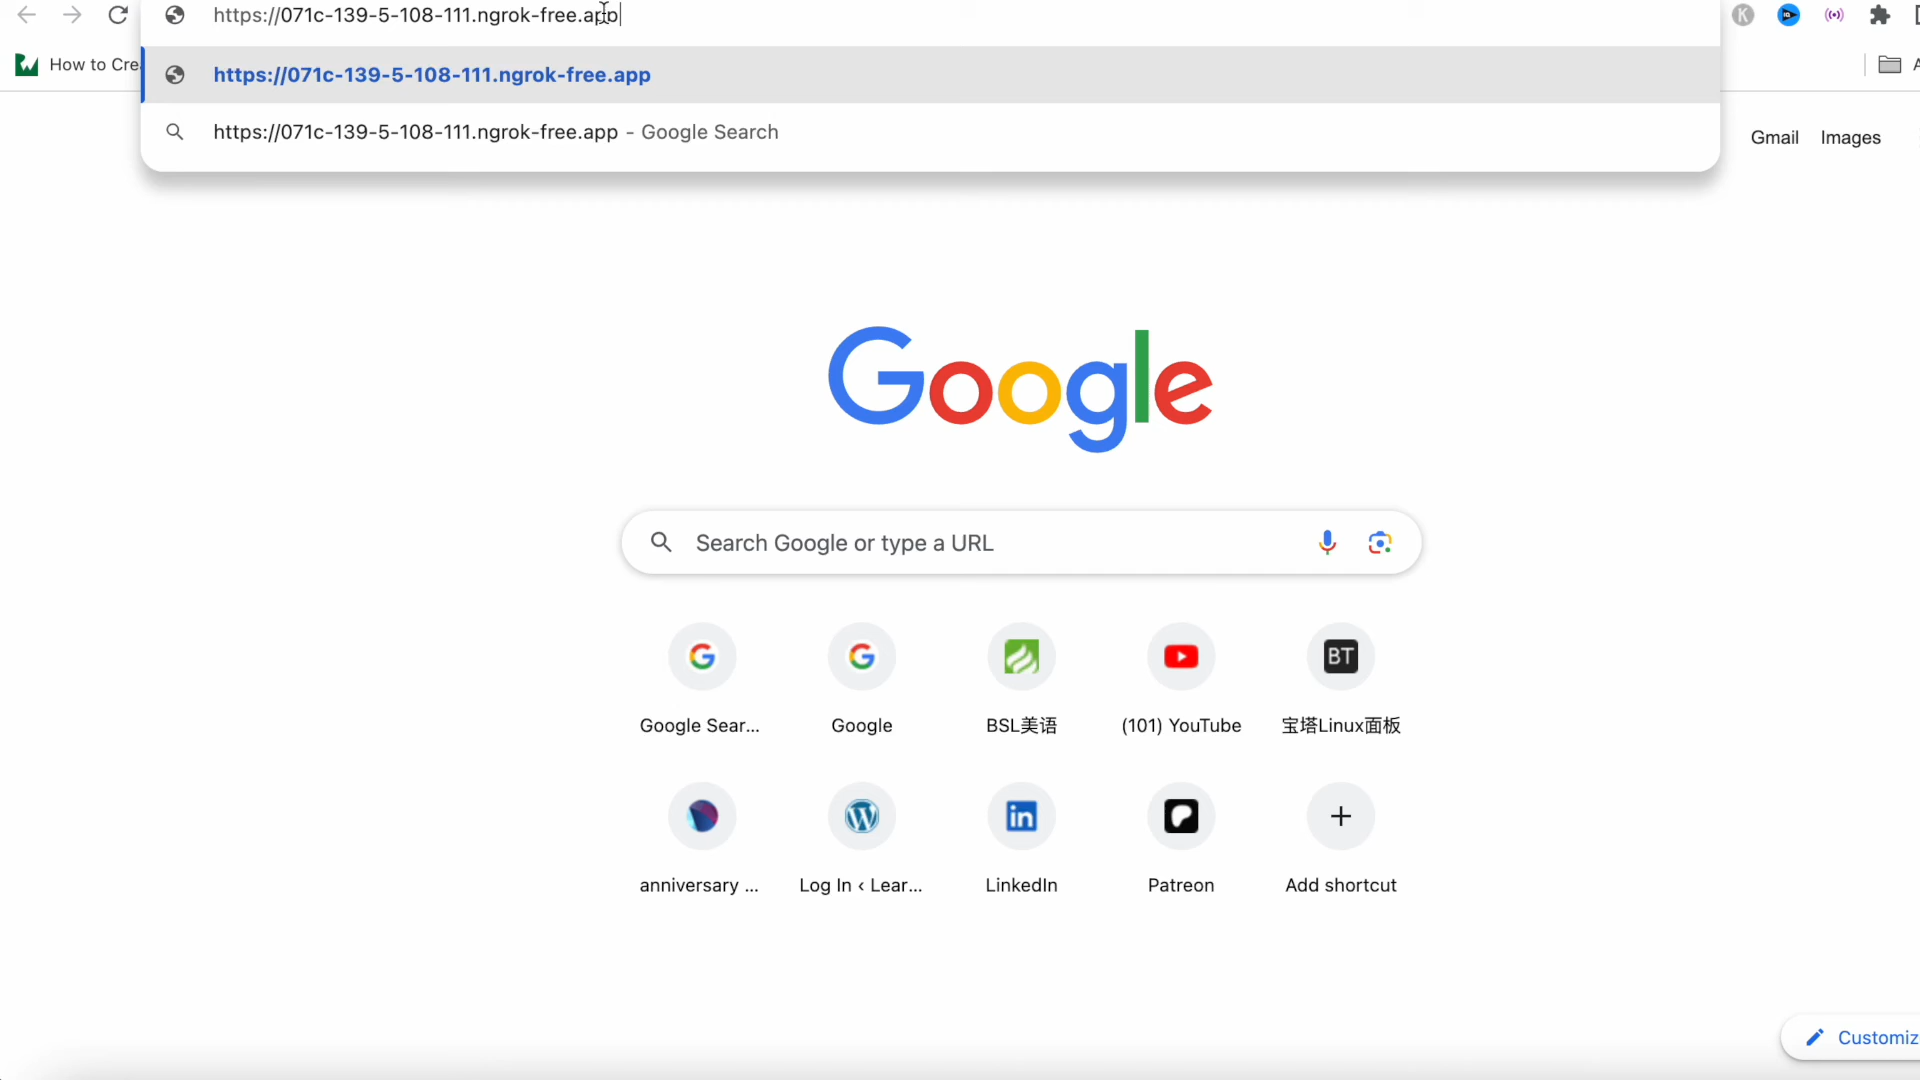 https://071c-139-5-108-111.ngrok-free.app
https://071c-139-5-108-111.ngrok-free.app
https://071c-139-5-108-111.ngrok-free.app - Google Search
How to Cre
Gmail Images
Google
Search Google or type a URL
BT
Google Sear... Google BSL美语 (101) YouTube 宝塔Linux面板
anniversary ... Log In ‹ Lear... LinkedIn Patreon Add shortcut
Customiz